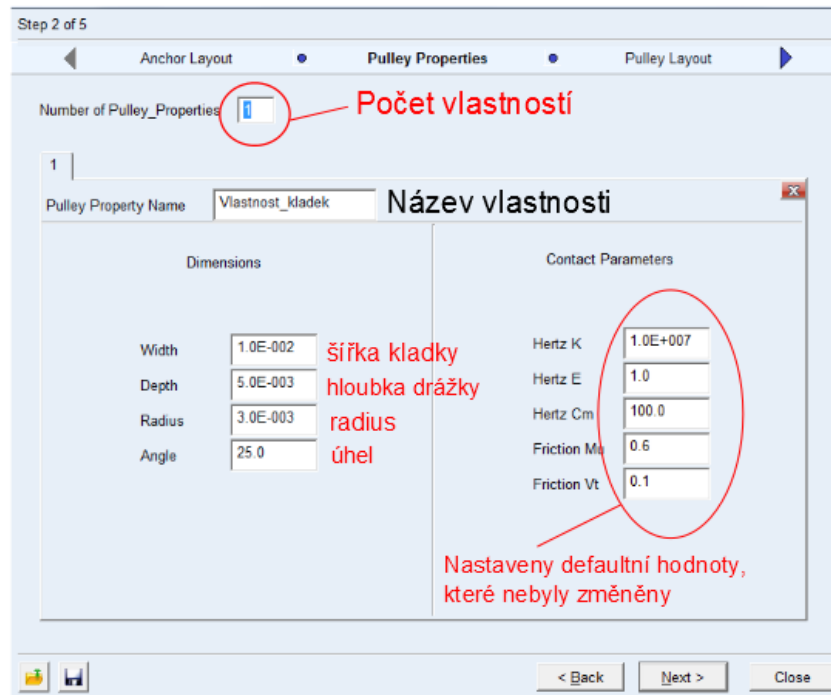 Step 2 of 5
Anchor Layout
Pulley Properties
Pulley Layout
Number of Pulley_Properties 1 Počet vlastností
1
Pulley Property Name Vlastnost_kladek Název vlastnosti
Dimensions
Contact Parameters
Width 1.0E-002 šířka kladky
Depth 5.0E-003 hloubka drážky
Radius 3.0E-003 radius
Angle 25.0 úhel
Hertz K 1.0E+007
Hertz E 1.0
Hertz Cm 100.0
Friction Mu 0.6
Friction Vt 0.1
Nastaveny defaultní hodnoty,
které nebyly změněny
< Back
Next >
Close